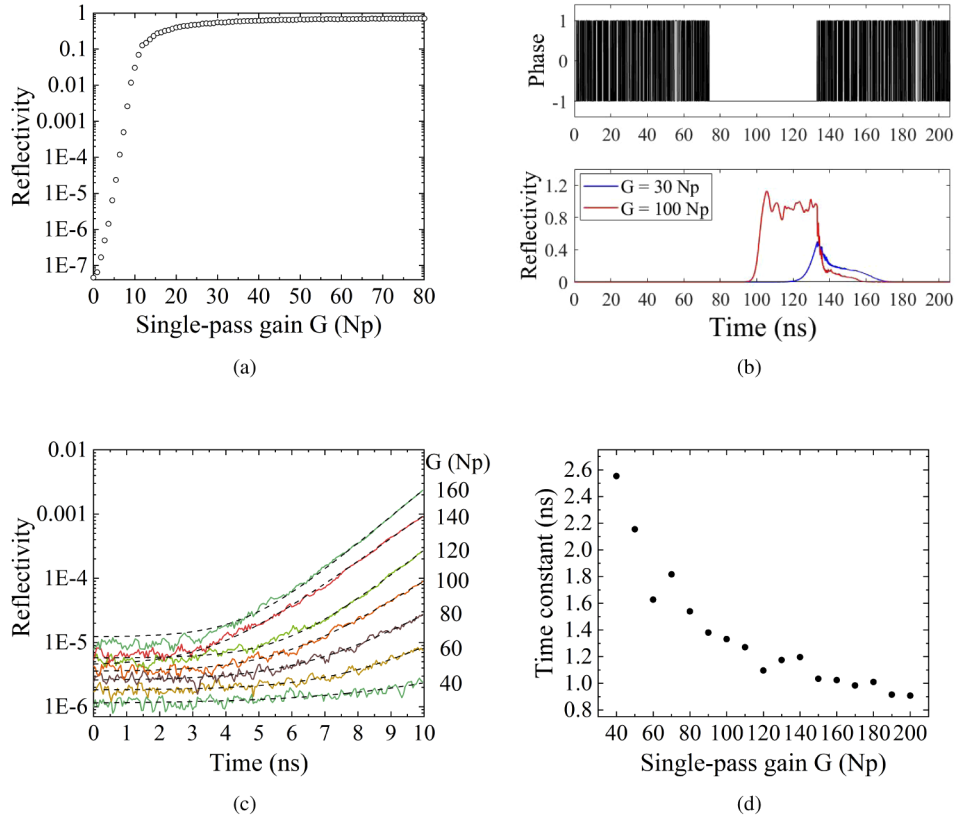 1
0.1
0.01
0.001
1E-4
1E-5
1E-6
1E-7
Reflectivity
0 10 20 30 40 50 60 70 80
Single-pass gain G (Np)
(a)
1
0
-1
Phase
0 20 40 60 80 100 120 140 160 180 200
1.2
0.8
0.4
0
Reflectivity
G = 30 Np
G = 100 Np
0 20 40 60 80 100 120 140 160 180 200
Time (ns)
(b)
0.01
0.001
1E-4
1E-5
1E-6
Reflectivity
G (Np)
160
140
120
100
80
60
40
0 1 2 3 4 5 6 7 8 9 10
Time (ns)
(c)
2.6
2.4
2.2
2.0
1.8
1.6
1.4
1.2
1.0
0.8
Time constant (ns)
40 60 80 100 120 140 160 180 200
Single-pass gain G (Np)
(d)